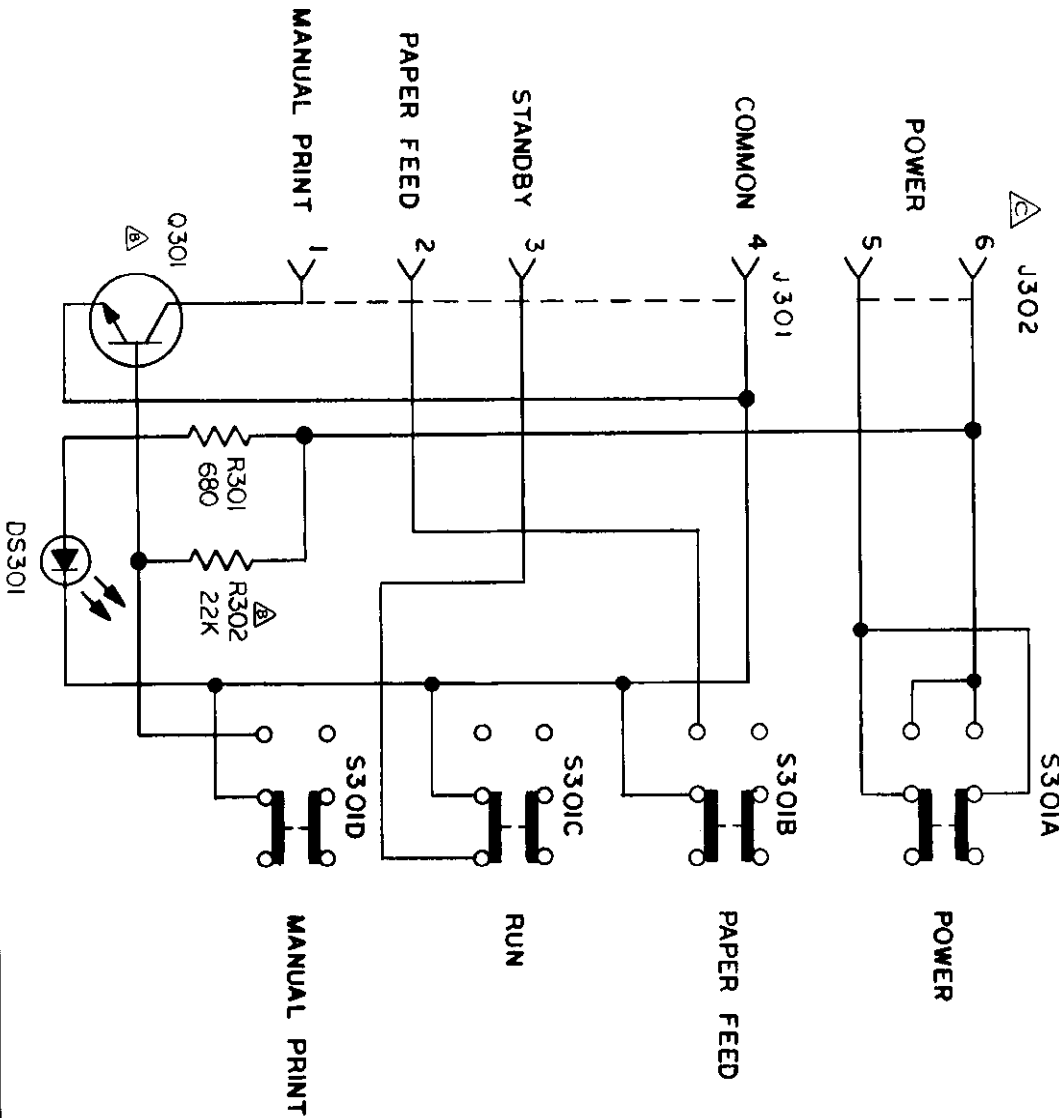 C
J302
6
5
POWER
J301
4
COMMON
3
STANDBY
2
PAPER FEED
1
MANUAL PRINT
Q301
B
R301
680
B
R302
22K
DS301
S301A
POWER
S301B
PAPER FEED
S301C
RUN
S301D
MANUAL PRINT